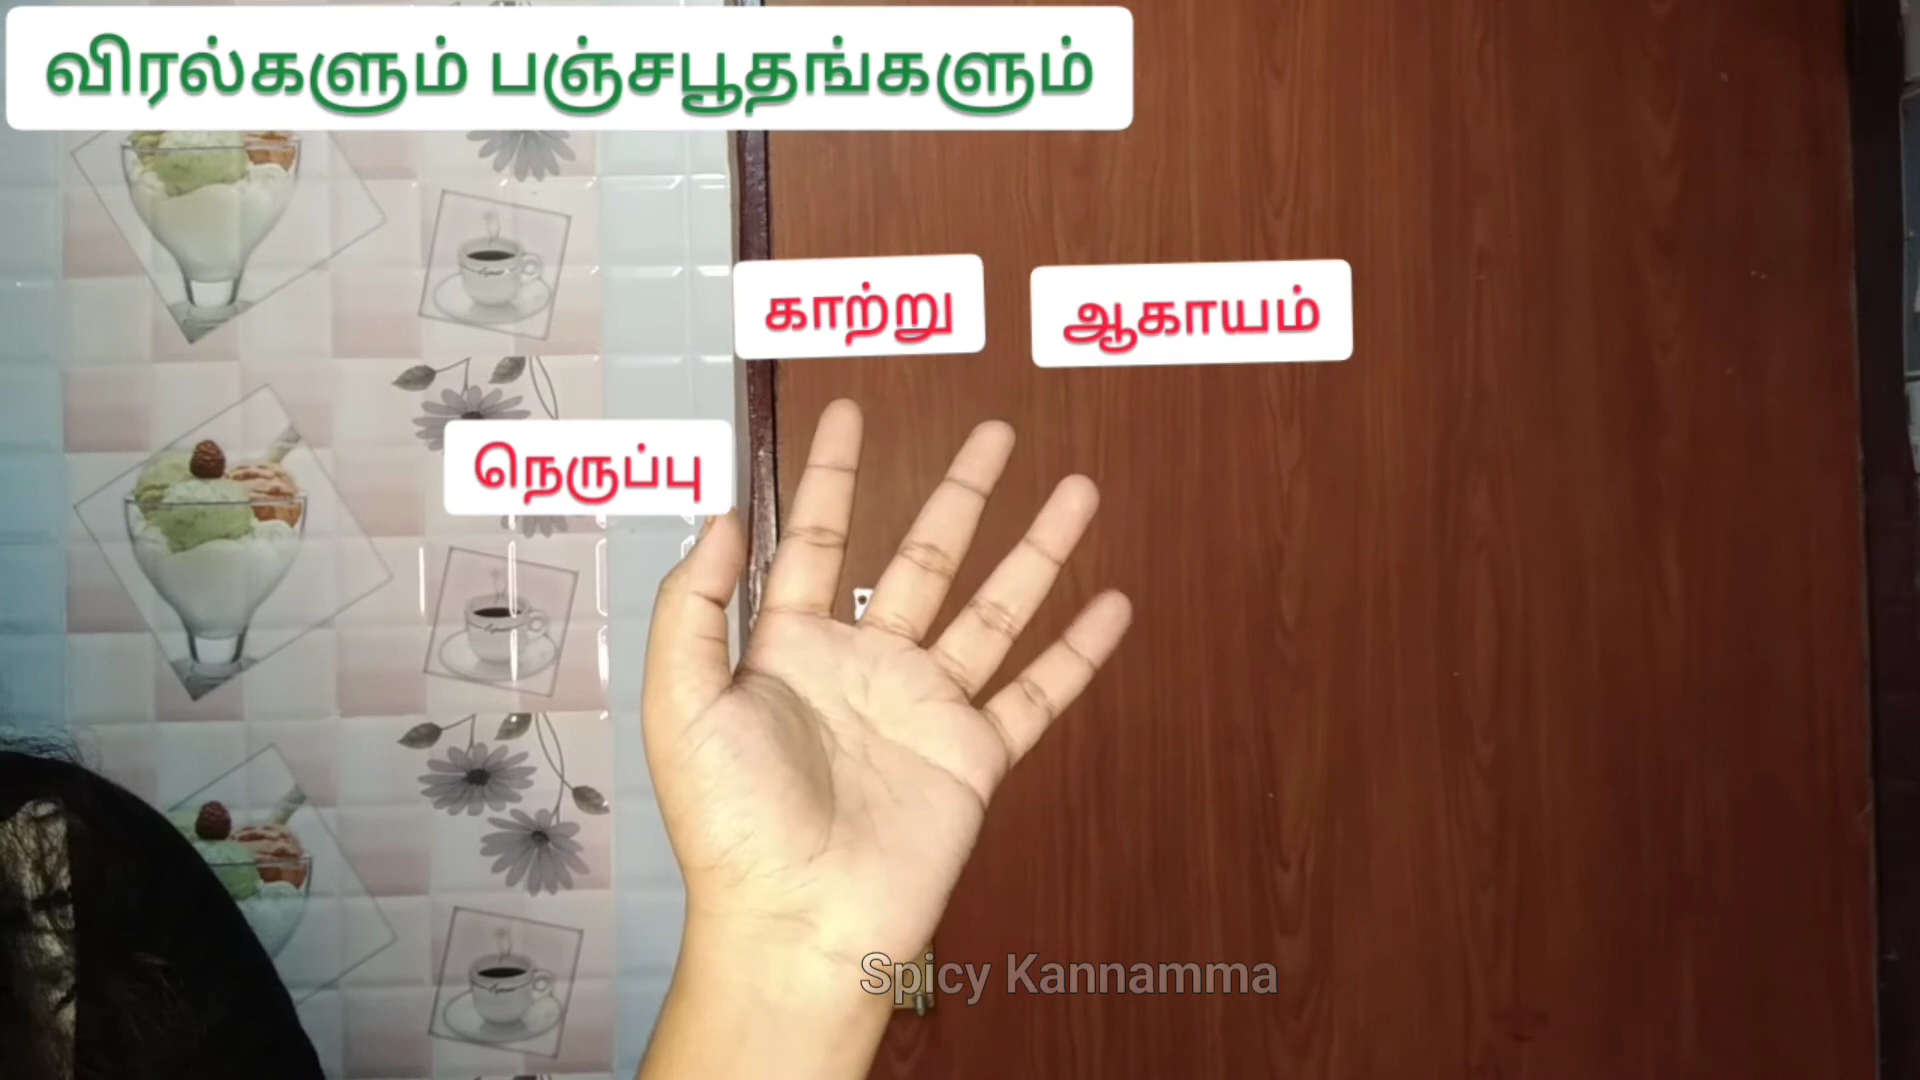 விரல்களும் பஞ்சபூதங்களும்
காற்று
ஆகாயம்
நெருப்பு
Spicy Kannamma